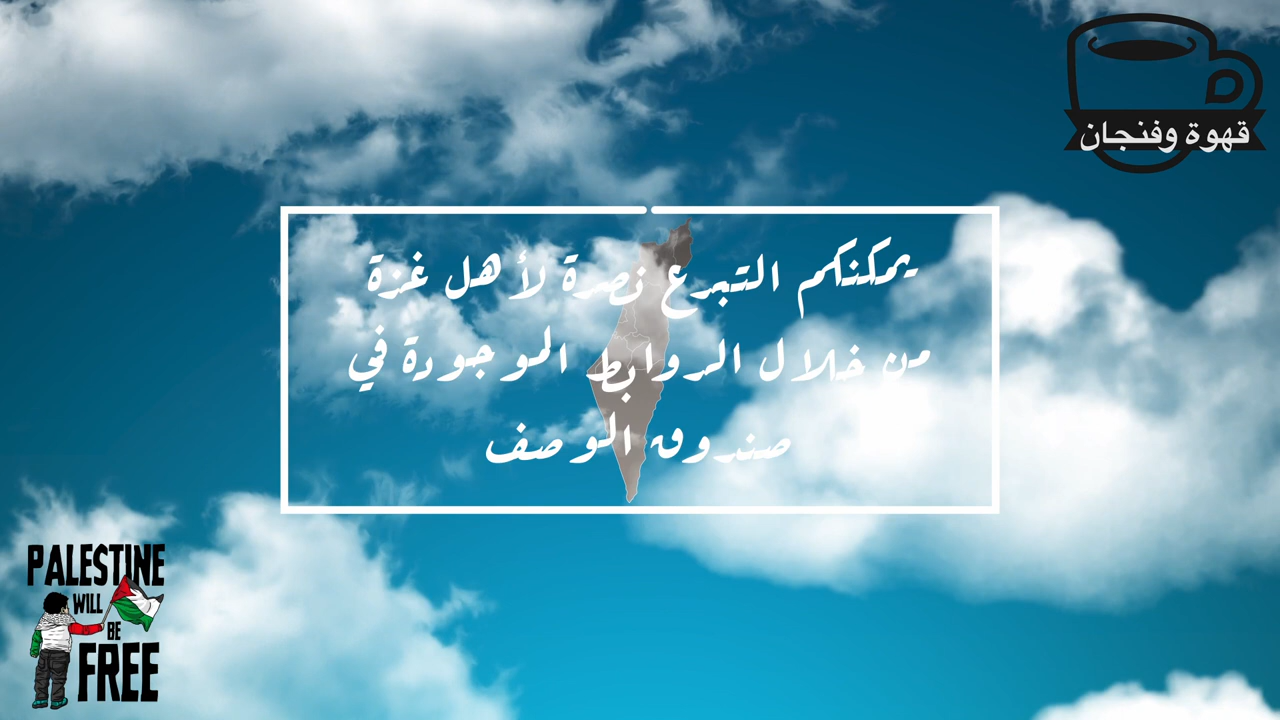 قهوة وفنجان
يمكنكم التبرع نصرة لأهل غزة
من خلال الروابط الموجودة في
صندوق الوصف
PALESTINE
WILL
BE
FREE